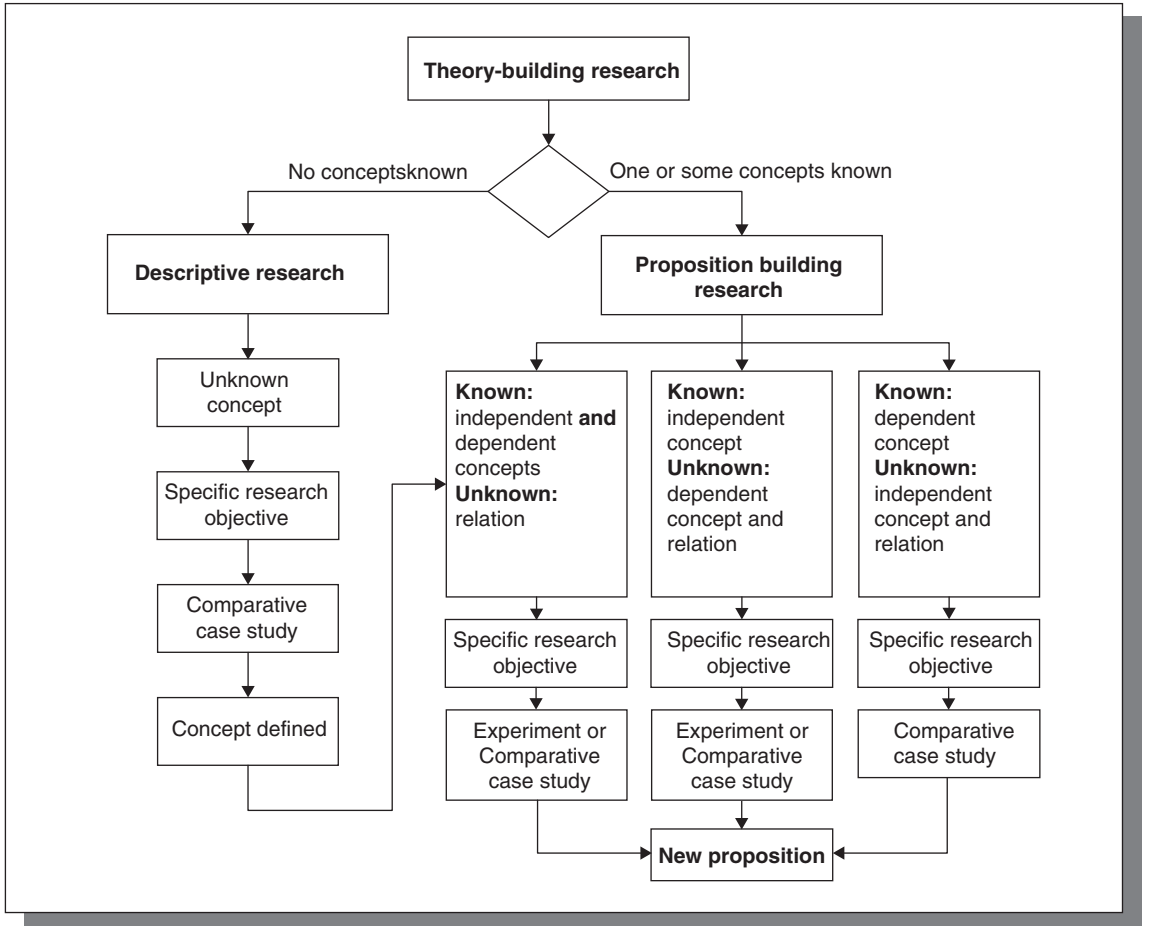 Theory-building research
No conceptsknown
One or some concepts known
Descriptive research
Proposition building
research
Unknown
concept
Specific research
objective
Comparative
case study
Concept defined
Known:
independent and
dependent
concepts
Unknown:
relation
Known:
independent
concept
Unknown:
dependent
concept and
relation
Known:
dependent
concept
Unknown:
independent
concept and
relation
Specific research
objective
Specific research
objective
Specific research
objective
Experiment or
Comparative
case study
Experiment or
Comparative
case study
Comparative
case study
New proposition